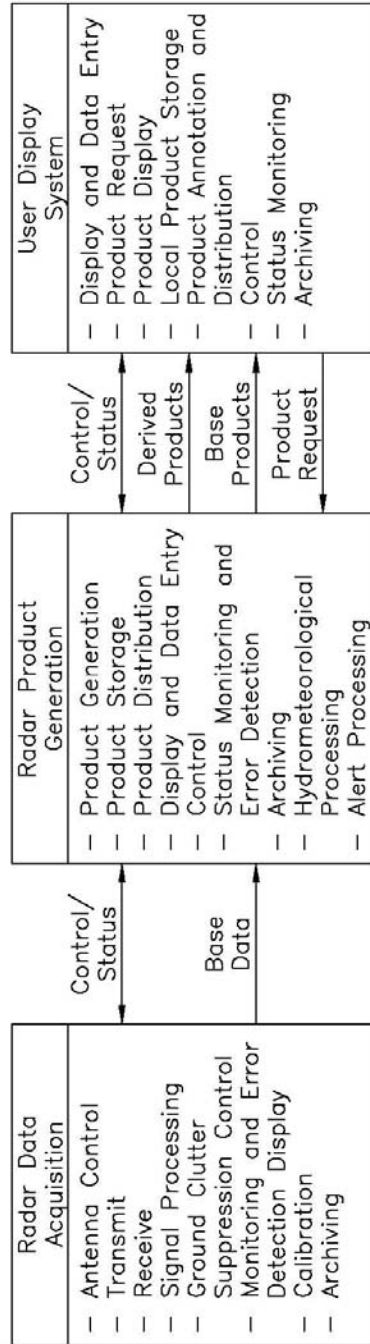 Radar Data
Acquisition
- Antenna Control
- Transmit
- Receive
- Signal Processing
- Ground Clutter
Suppression Control
- Monitoring and Error
Detection Display
- Calibration
- Archiving
Control/
Status
Base
Data
Radar Product
Generation
- Product Generation
- Product Storage
- Product Distribution
- Display and Data Entry
- Control
- Status Monitoring and
Error Detection
- Archiving
- Hydrometeorological
Processing
- Alert Processing
Control/
Status
Derived
Products
Base
Products
Product
Request
User Display
System
- Display and Data Entry
- Product Request
- Product Display
- Local Product Storage
- Product Annotation and
Distribution
- Control
- Status Monitoring
- Archiving